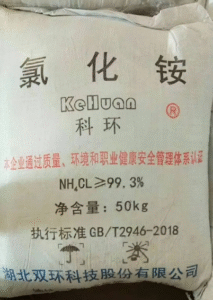 氯化铵
KeHuan
®
科环
本企业通过质量、环境和职业健康安全管理体系认证
NH₄CL≥99.3%
净含量：50kg
执行标准 GB/T2946-2018
湖北双环科技股份有限公司